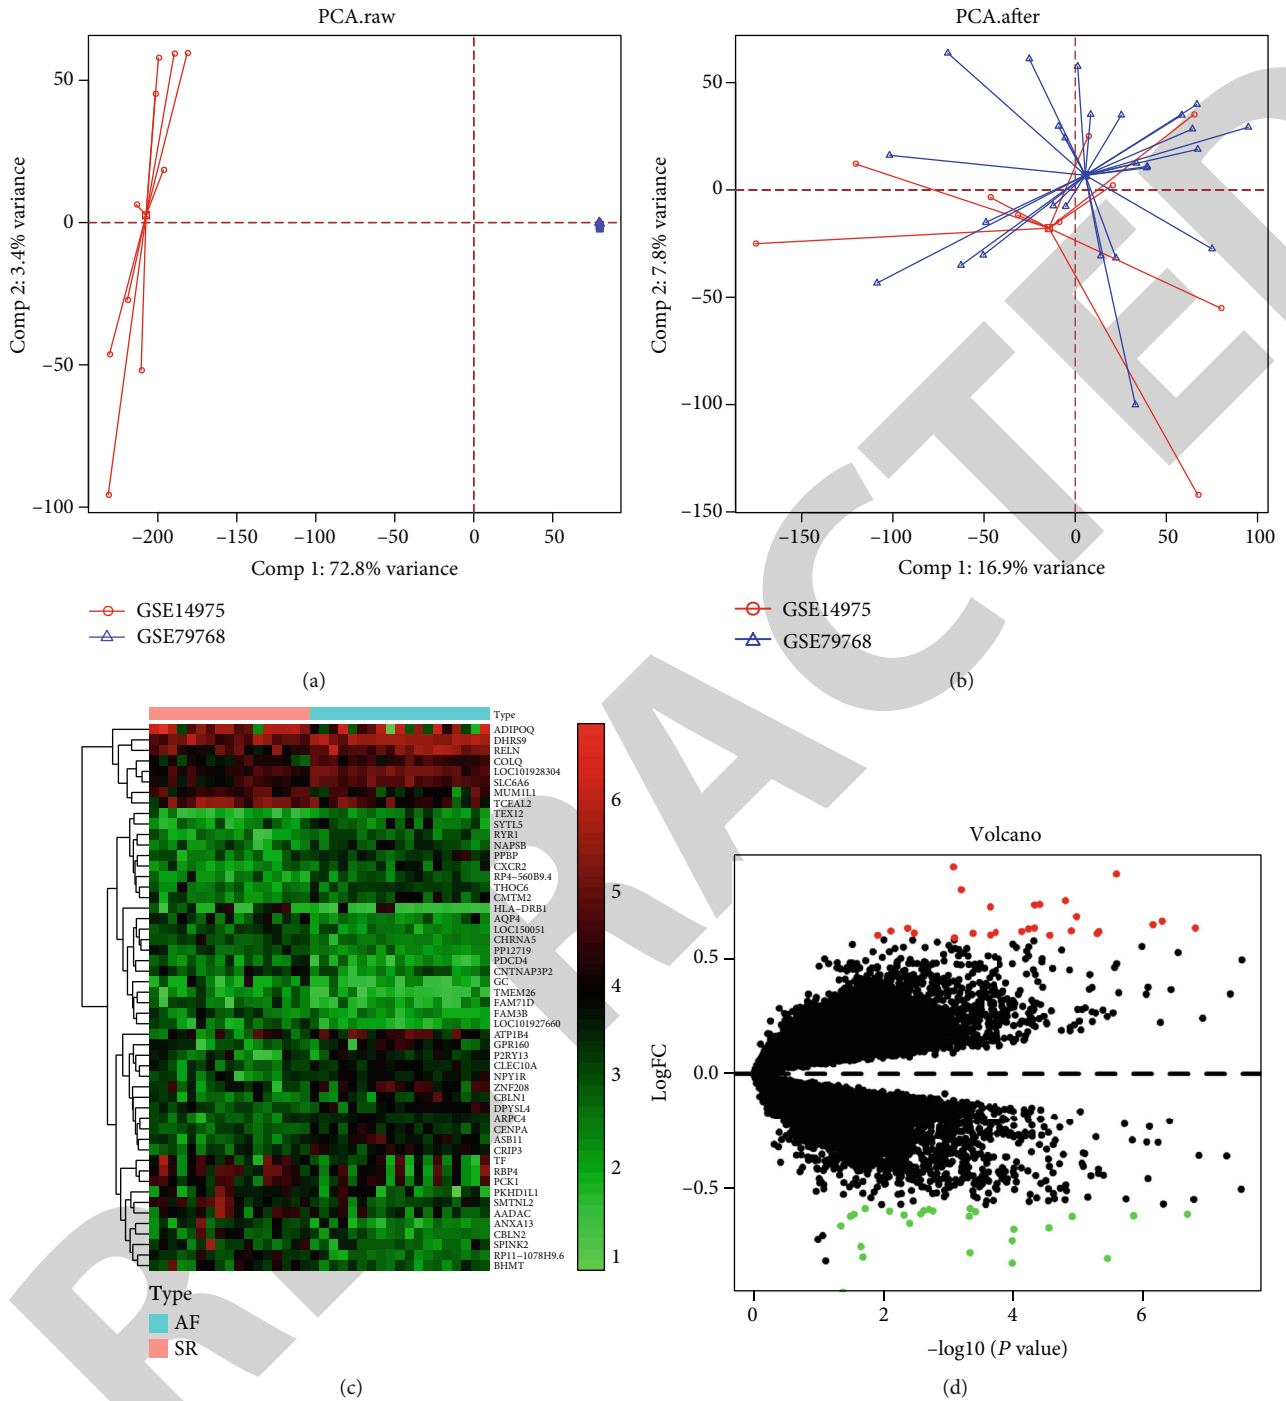 PCA.raw
50
0
−50
−100
Comp 2: 3.4% variance
−200
−150
−100
−50
0
50
Comp 1: 72.8% variance
GSE14975
GSE79768
(a)
PCA.after
50
0
−50
−100
−150
Comp 2: 7.8% variance
−150
−100
−50
0
50
100
Comp 1: 16.9% variance
GSE14975
GSE79768
(b)
Type
ADIPOQ
DHRS9
RELN
COLQ
LOC101928304
SLC6A6
MUM1L1
TCEAL2
TEX12
SYTL5
RYR1
NAPSB
PPBP
CXCR2
RP4−560B9.4
THOC6
CMTM2
HLA−DRB1
AQP4
LOC150051
CHRNA5
PP12719
PDCD4
CNTNAP3P2
GC
TMEM26
FAM71D
FAM3B
LOC101927660
ATP1B4
GPR160
P2RY13
CLEC10A
NPY1R
ZNF208
CBLN1
DPYSL4
ARPC4
CENPA
ASB11
CRIP3
TF
RBP4
PCK1
PKHD1L1
SMTNL2
AADAC
ANXA13
CBLN2
SPINK2
RP11−1078H9.6
BHMT
6
5
4
3
2
1
Type
AF
SR
(c)
Volcano
0.5
0.0
−0.5
LogFC
0
2
4
6
−log10 (P value)
(d)
RETRACTED